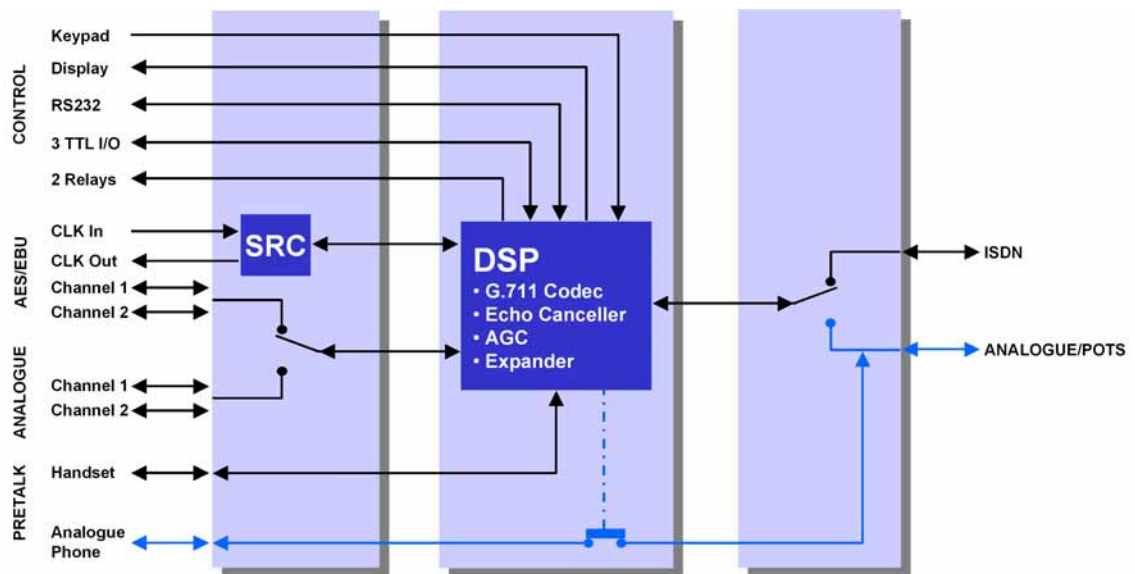 CONTROL
Keypad
Display
RS232
3 TTL I/O
2 Relays
AES/EBU
CLK In
CLK Out
Channel 1
Channel 2
ANALOGUE
Channel 1
Channel 2
PRETALK
Handset
Analogue
Phone
SRC
DSP
• G.711 Codec
• Echo Canceller
• AGC
• Expander
ISDN
ANALOGUE/POTS